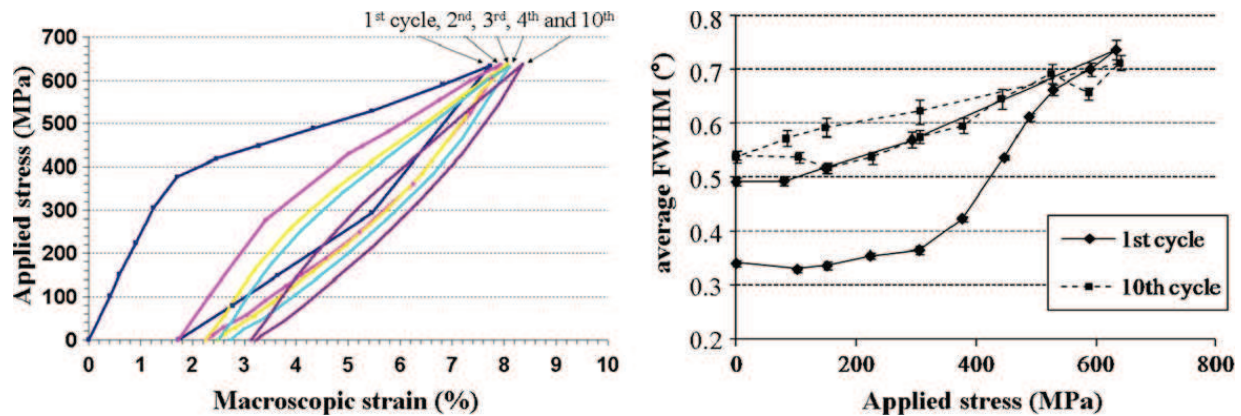 1st cycle, 2nd, 3rd, 4th and 10th
700
600
500
400
300
200
100
0
0 1 2 3 4 5 6 7 8 9 10
Applied stress (MPa)
Macroscopic strain (%)
0.8
0.7
0.6
0.5
0.4
0.3
0.2
0 200 400 600 800
average FWHM (°)
Applied stress (MPa)
1st cycle
10th cycle